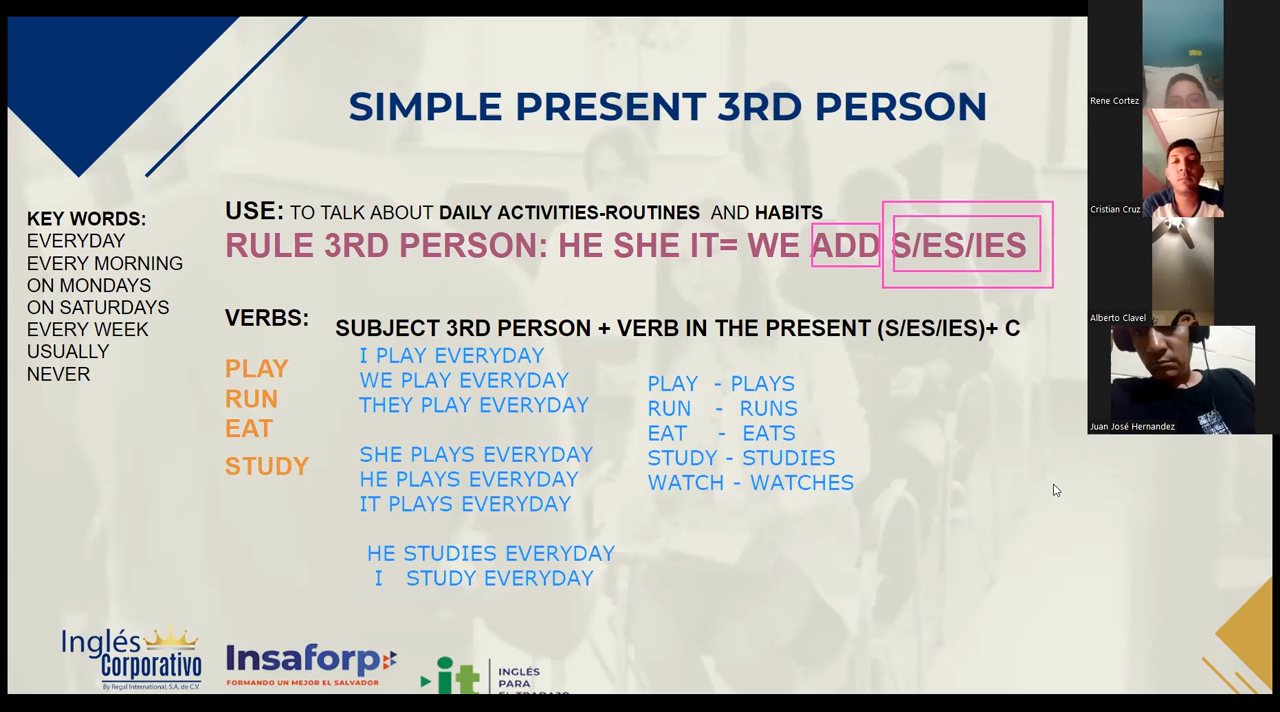 SIMPLE PRESENT 3RD PERSON
KEY WORDS:
EVERYDAY
EVERY MORNING
ON MONDAYS
ON SATURDAYS
EVERY WEEK
USUALLY
NEVER
USE: TO TALK ABOUT DAILY ACTIVITIES-ROUTINES AND HABITS
RULE 3RD PERSON: HE SHE IT= WE ADD S/ES/IES
VERBS:
SUBJECT 3RD PERSON + VERB IN THE PRESENT (S/ES/IES)+ C
PLAY
RUN
EAT
STUDY
I PLAY EVERYDAY
WE PLAY EVERYDAY
THEY PLAY EVERYDAY
SHE PLAYS EVERYDAY
HE PLAYS EVERYDAY
IT PLAYS EVERYDAY
HE STUDIES EVERYDAY
I STUDY EVERYDAY
PLAY - PLAYS
RUN - RUNS
EAT - EATS
STUDY - STUDIES
WATCH - WATCHES
Rene Cortez
Cristian Cruz
Alberto Clavel
Juan José Hernandez
Inglés
Corporativo
By Regal International, S.A. de C.V.
Insaforp
FORMANDO UN MEJOR EL SALVADOR
it
INGLÉS
PARA
EL TRABAJO